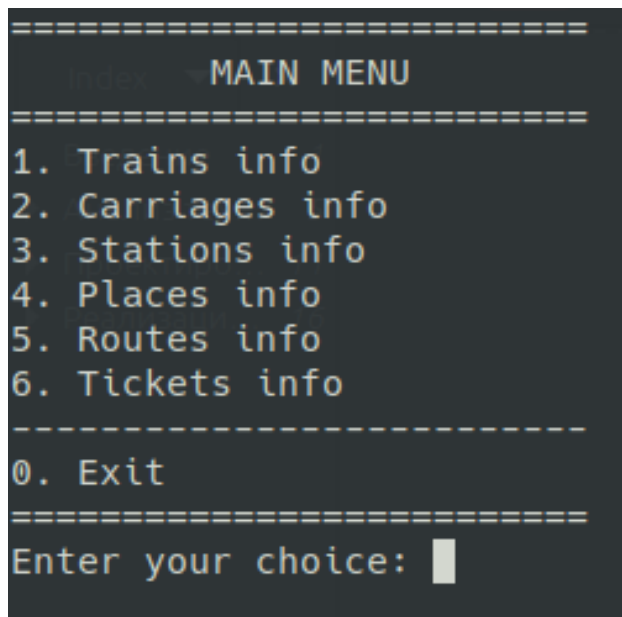 ==========================
MAIN MENU
==========================
1. Trains info
2. Carriages info
3. Stations info
4. Places info
5. Routes info
6. Tickets info
--------------------------
0. Exit
==========================
Enter your choice: